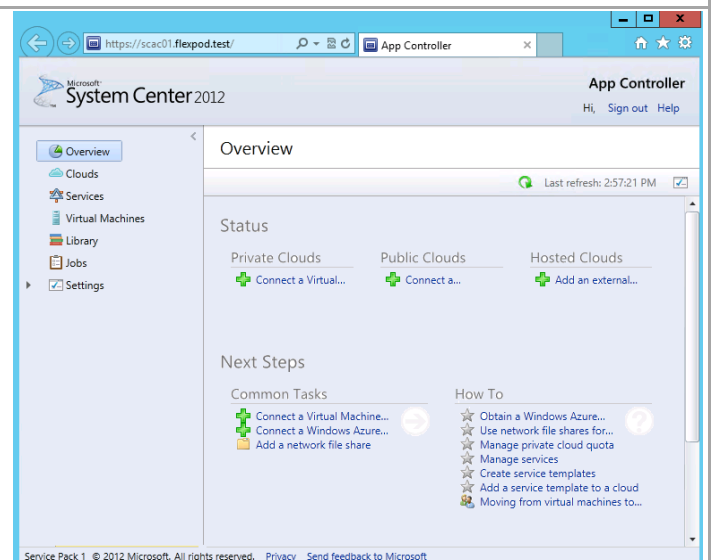 https://scac01.flexpod.test/
App Controller
Microsoft
System Center 2012
App Controller
Hi, Sign out Help
Overview
Clouds
Services
Virtual Machines
Library
Jobs
Settings
Overview
Last refresh: 2:57:21 PM
Status
Private Clouds Public Clouds Hosted Clouds
Connect a Virtual... Connect a... Add an external...
Next Steps
Common Tasks
Connect a Virtual Machine...
Connect a Windows Azure...
Add a network file share
How To
Obtain a Windows Azure...
Use network file shares for...
Manage private cloud quota
Manage services
Create service templates
Add a service template to a cloud
Moving from virtual machines to...
Service Pack 1 © 2012 Microsoft. All rights reserved. Privacy Send feedback to Microsoft